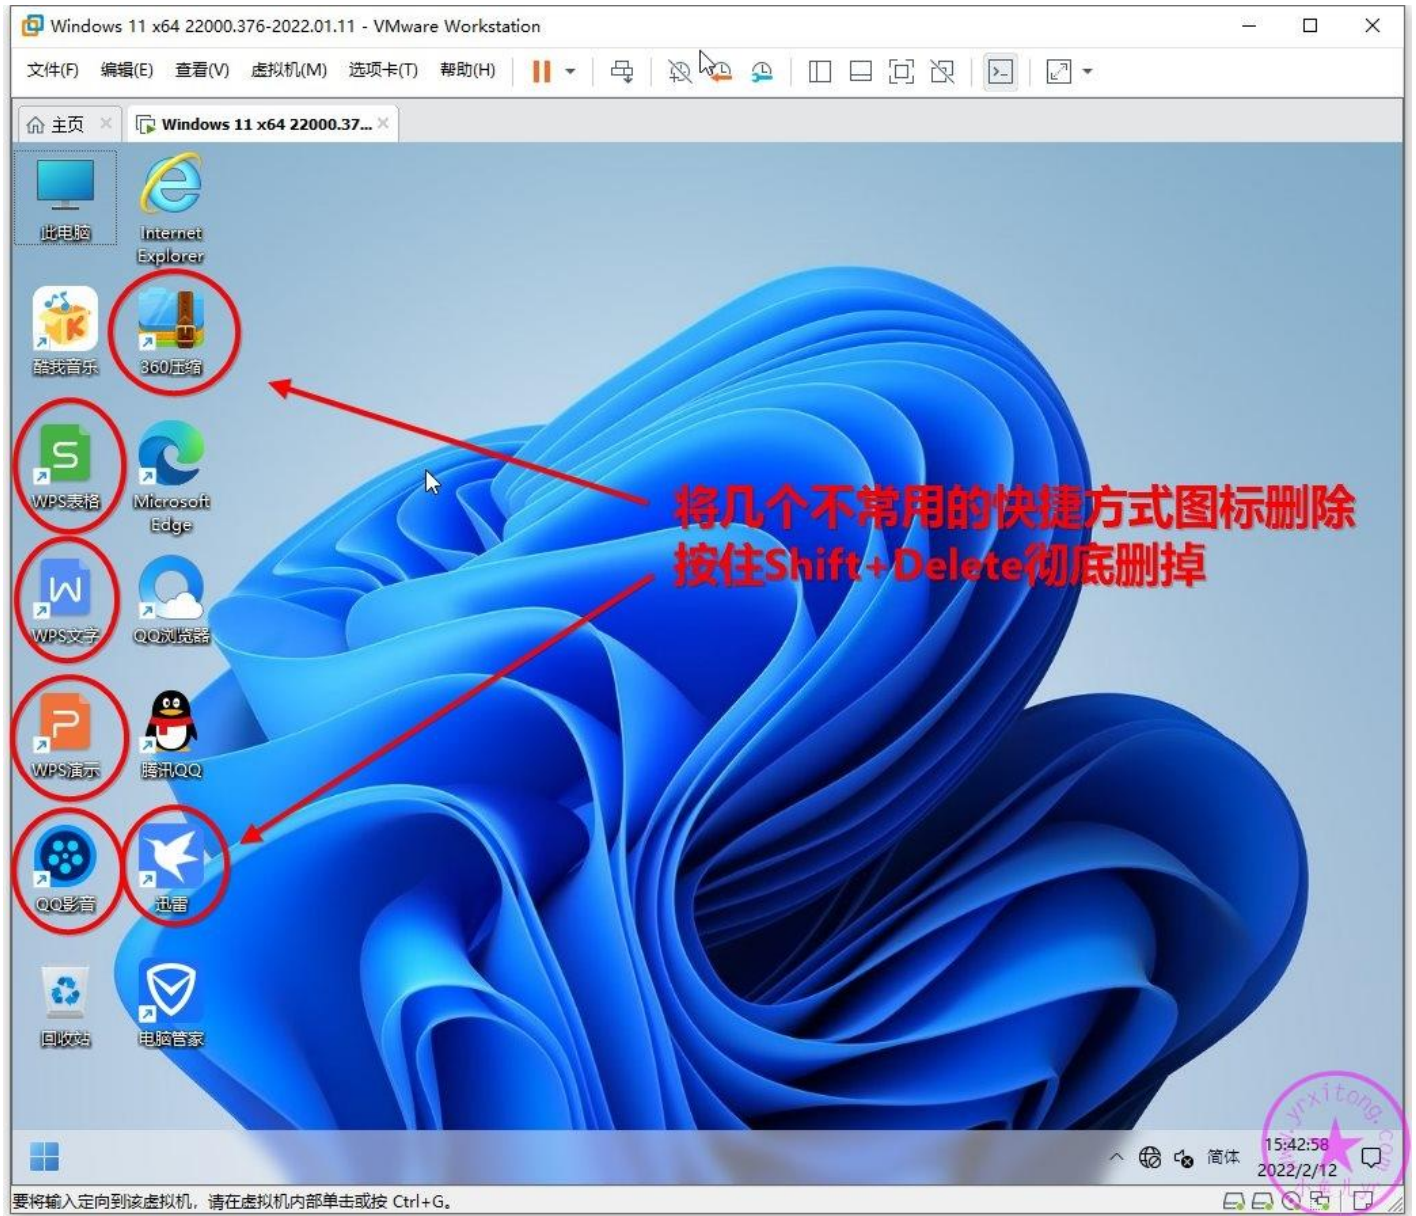 Windows 11 x64 22000.376-2022.01.11 - VMware Workstation
文件(F) 编辑(E) 查看(V) 虚拟机(M) 选项卡(T) 帮助(H)
主页 Windows 11 x64 22000.37...
此电脑
Internet
Explorer
酷我音乐
360压缩
WPS表格
Microsoft
Edge
将几个不常用的快捷方式图标删除
按住Shift+Delete彻底删掉
WPS文字
QQ浏览器
WPS演示
腾讯QQ
QQ影音
迅雷
回收站
电脑管家
简体
15:42:58
2022/2/12
www.yrxitong.com
要将输入定向到该虚拟机，请在虚拟机内部单击或按 Ctrl+G。